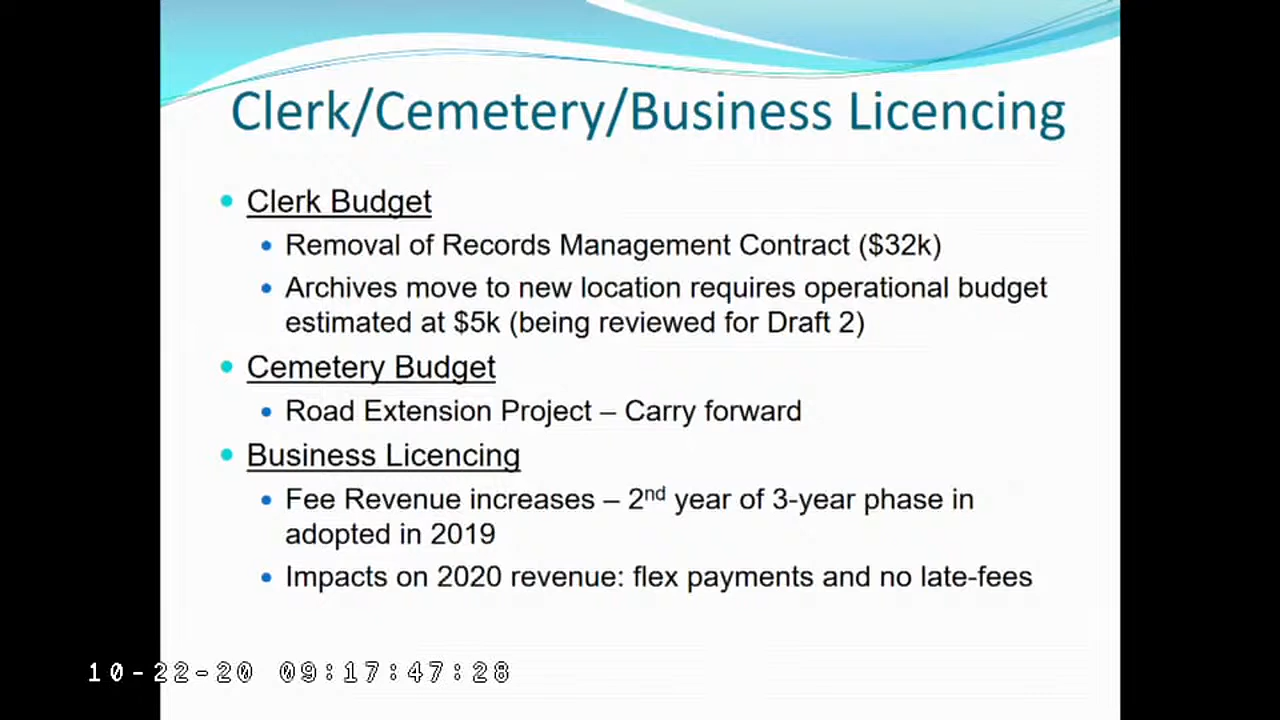 Clerk/Cemetery/Business Licencing
Clerk Budget
Removal of Records Management Contract ($32k)
Archives move to new location requires operational budget
estimated at $5k (being reviewed for Draft 2)
Cemetery Budget
Road Extension Project – Carry forward
Business Licencing
Fee Revenue increases – 2nd year of 3-year phase in
adopted in 2019
Impacts on 2020 revenue: flex payments and no late-fees
10-22-20 09:17:47:28